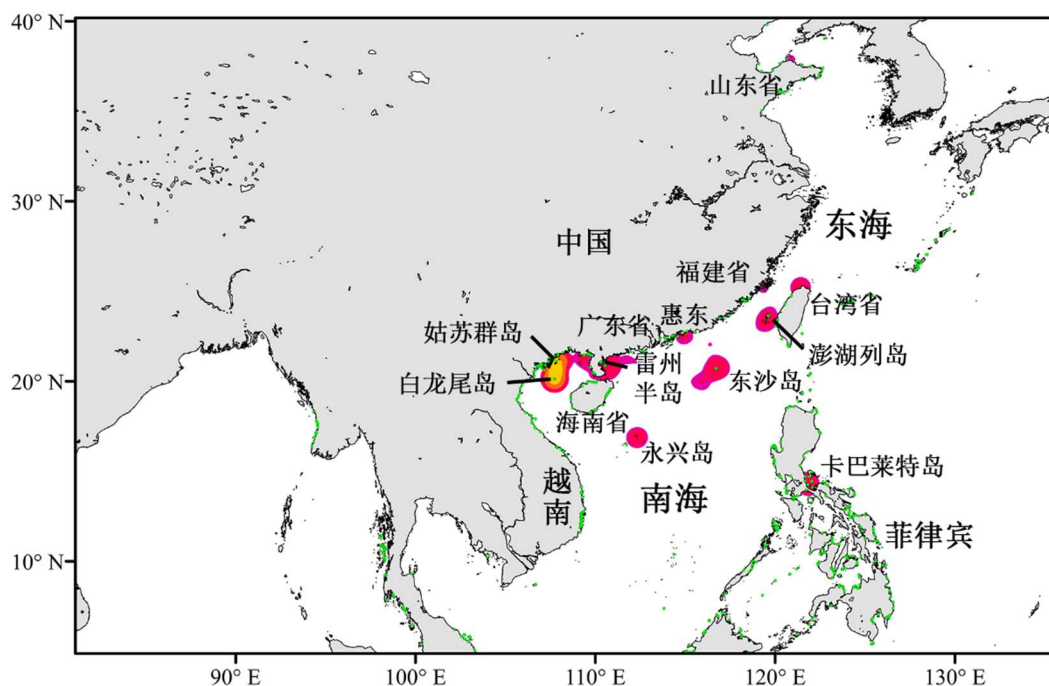 40° N
山东省
30° N
东海
中国
福建省
台湾省
惠东
广东省
姑苏群岛
澎湖列岛
雷州
半岛
20° N
白龙尾岛
东沙岛
海南省
永兴岛
卡巴莱特岛
越
南
南海
菲律宾
10° N
90° E
100° E
110° E
120° E
130° E